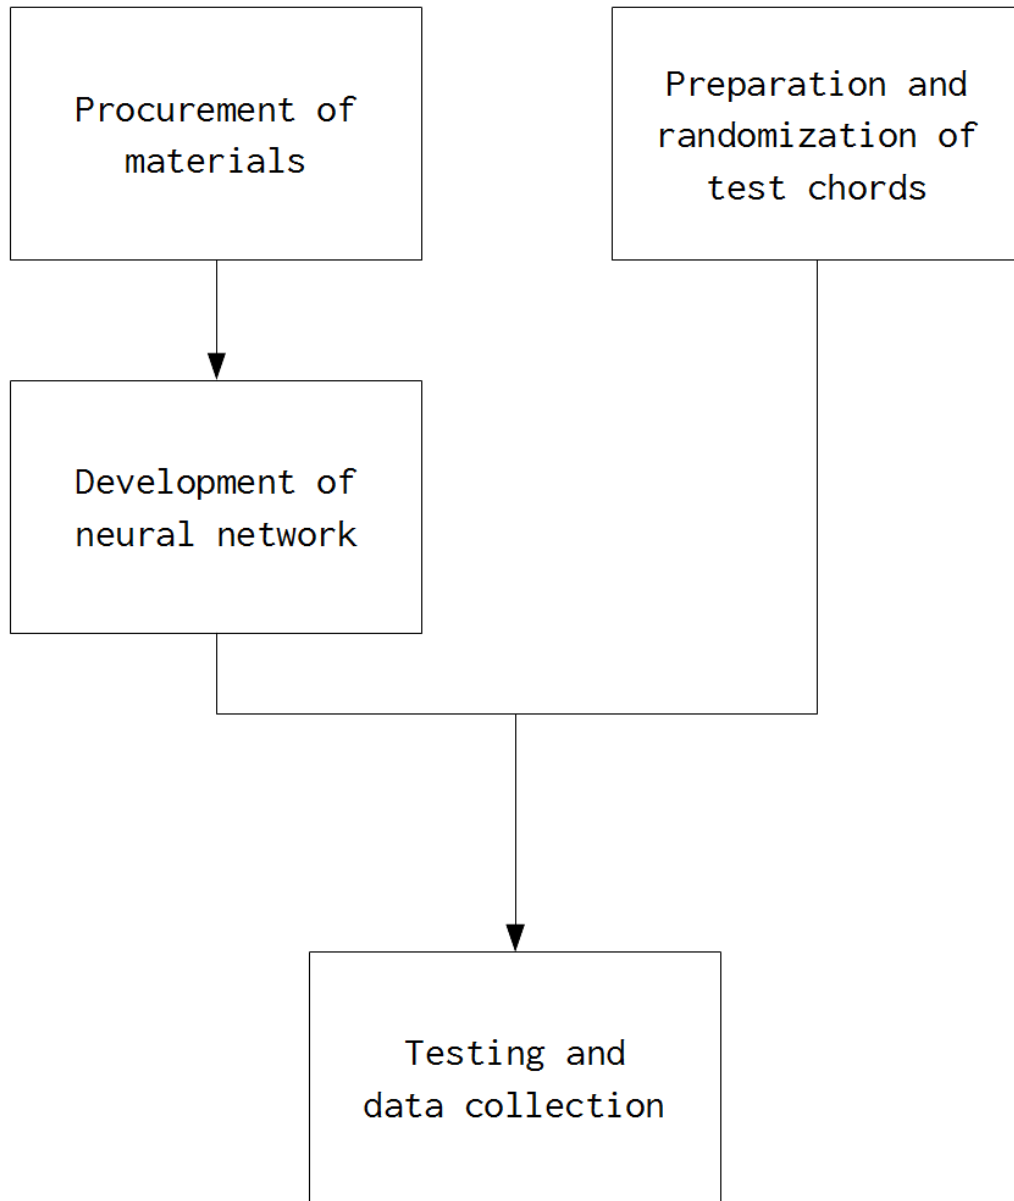 Procurement of
materials
Preparation and
randomization of
test chords
Development of
neural network
Testing and
data collection